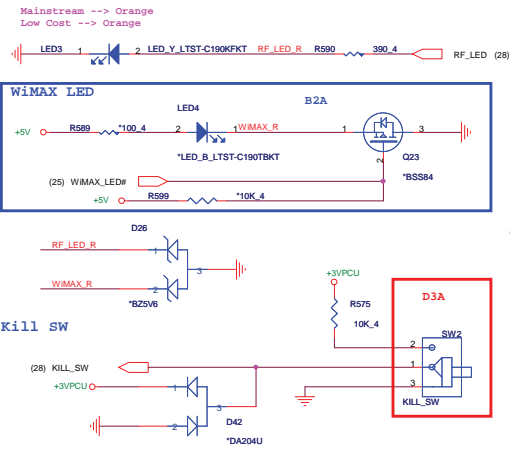 Mainstream --> Orange
Low Cost --> Orange
LED3 1 2 LED_Y_LTST-C190KFKT RF_LED_R R590 390_4 RF_LED (28)
WiMAX LED
B2A
LED4
+5V R589 *100_4 2 1 WiMAX_R 1 3
*LED_B_LTST-C190TBKT
2
Q23
*BSS84
(25) WiMAX_LED#
+5V R599 *10K_4
D26
RF_LED_R 1
3
WiMAX_R 2
*BZ5V6
+3VPCU
R575
10K_4
D3A
SW2
2
1
3
KILL_SW
Kill SW
(28) KILL_SW
+3VPCU 1
3
2
D42
*DA204U